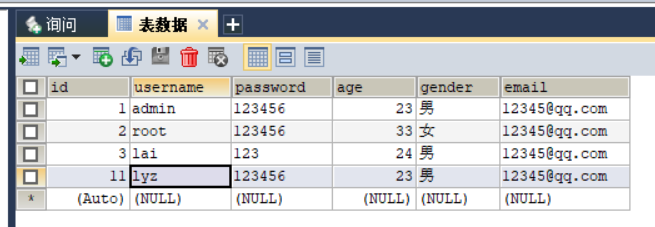 询问 表数据
id username password age gender email
1 admin 123456 23 男 12345@qq.com
2 root 123456 33 女 12345@qq.com
3 lai 123 24 男 12345@qq.com
11 lyz 123456 23 男 12345@qq.com
* (Auto) (NULL) (NULL) (NULL) (NULL) (NULL)